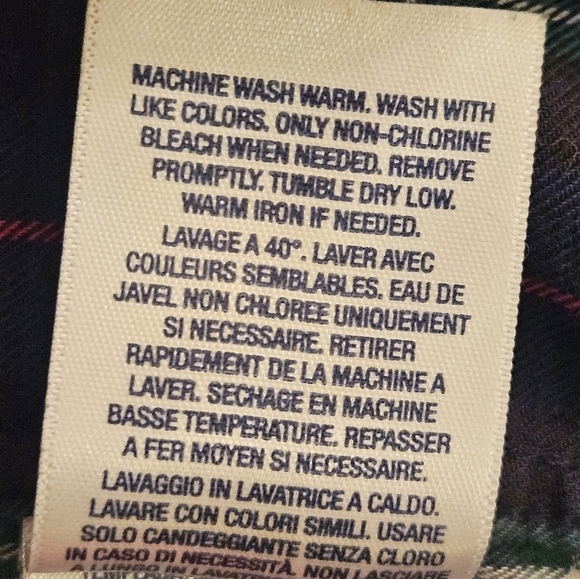 MACHINE WASH WARM. WASH WITH
LIKE COLORS. ONLY NON-CHLORINE
BLEACH WHEN NEEDED. REMOVE
PROMPTLY. TUMBLE DRY LOW.
WARM IRON IF NEEDED.
LAVAGE A 40°. LAVER AVEC
COULEURS SEMBLABLES. EAU DE
JAVEL NON CHLOREE UNIQUEMENT
SI NECESSAIRE. RETIRER
RAPIDEMENT DE LA MACHINE A
LAVER. SECHAGE EN MACHINE
BASSE TEMPERATURE. REPASSER
A FER MOYEN SI NECESSAIRE.
LAVAGGIO IN LAVATRICE A CALDO.
LAVARE CON COLORI SIMILI. USARE
SOLO CANDEGGIANTE SENZA CLORO
IN CASO DI NECESSITÀ. NON LASCIARE
A LUNGO IN